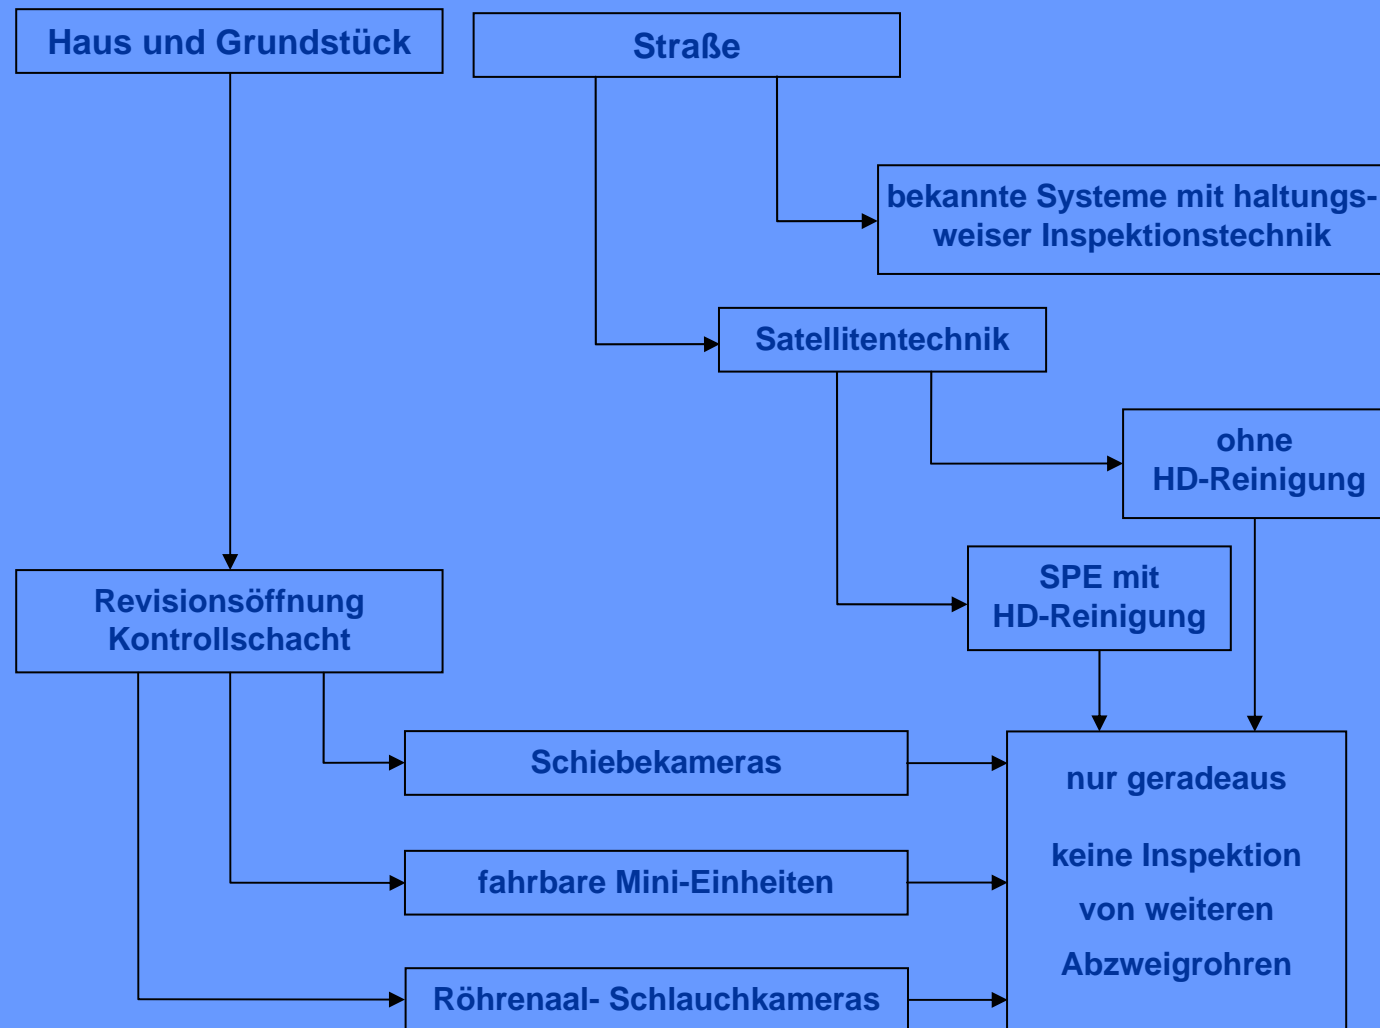 Haus und Grundstück
Straße
bekannte Systeme mit haltungs-
weiser Inspektionstechnik
Satellitentechnik
ohne
HD-Reinigung
SPE mit
HD-Reinigung
Revisionsöffnung
Kontrollschacht
Schiebekameras
fahrbare Mini-Einheiten
Röhrenaal- Schlauchkameras
nur geradeaus
keine Inspektion
von weiteren
Abzweigrohren